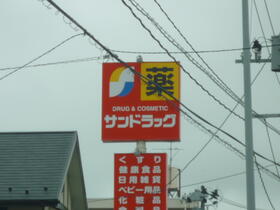 薬
DRUG & COSMETIC
サンドラッグ
くすり
健康食品
日用雑貨
ベビー用品
化粧品